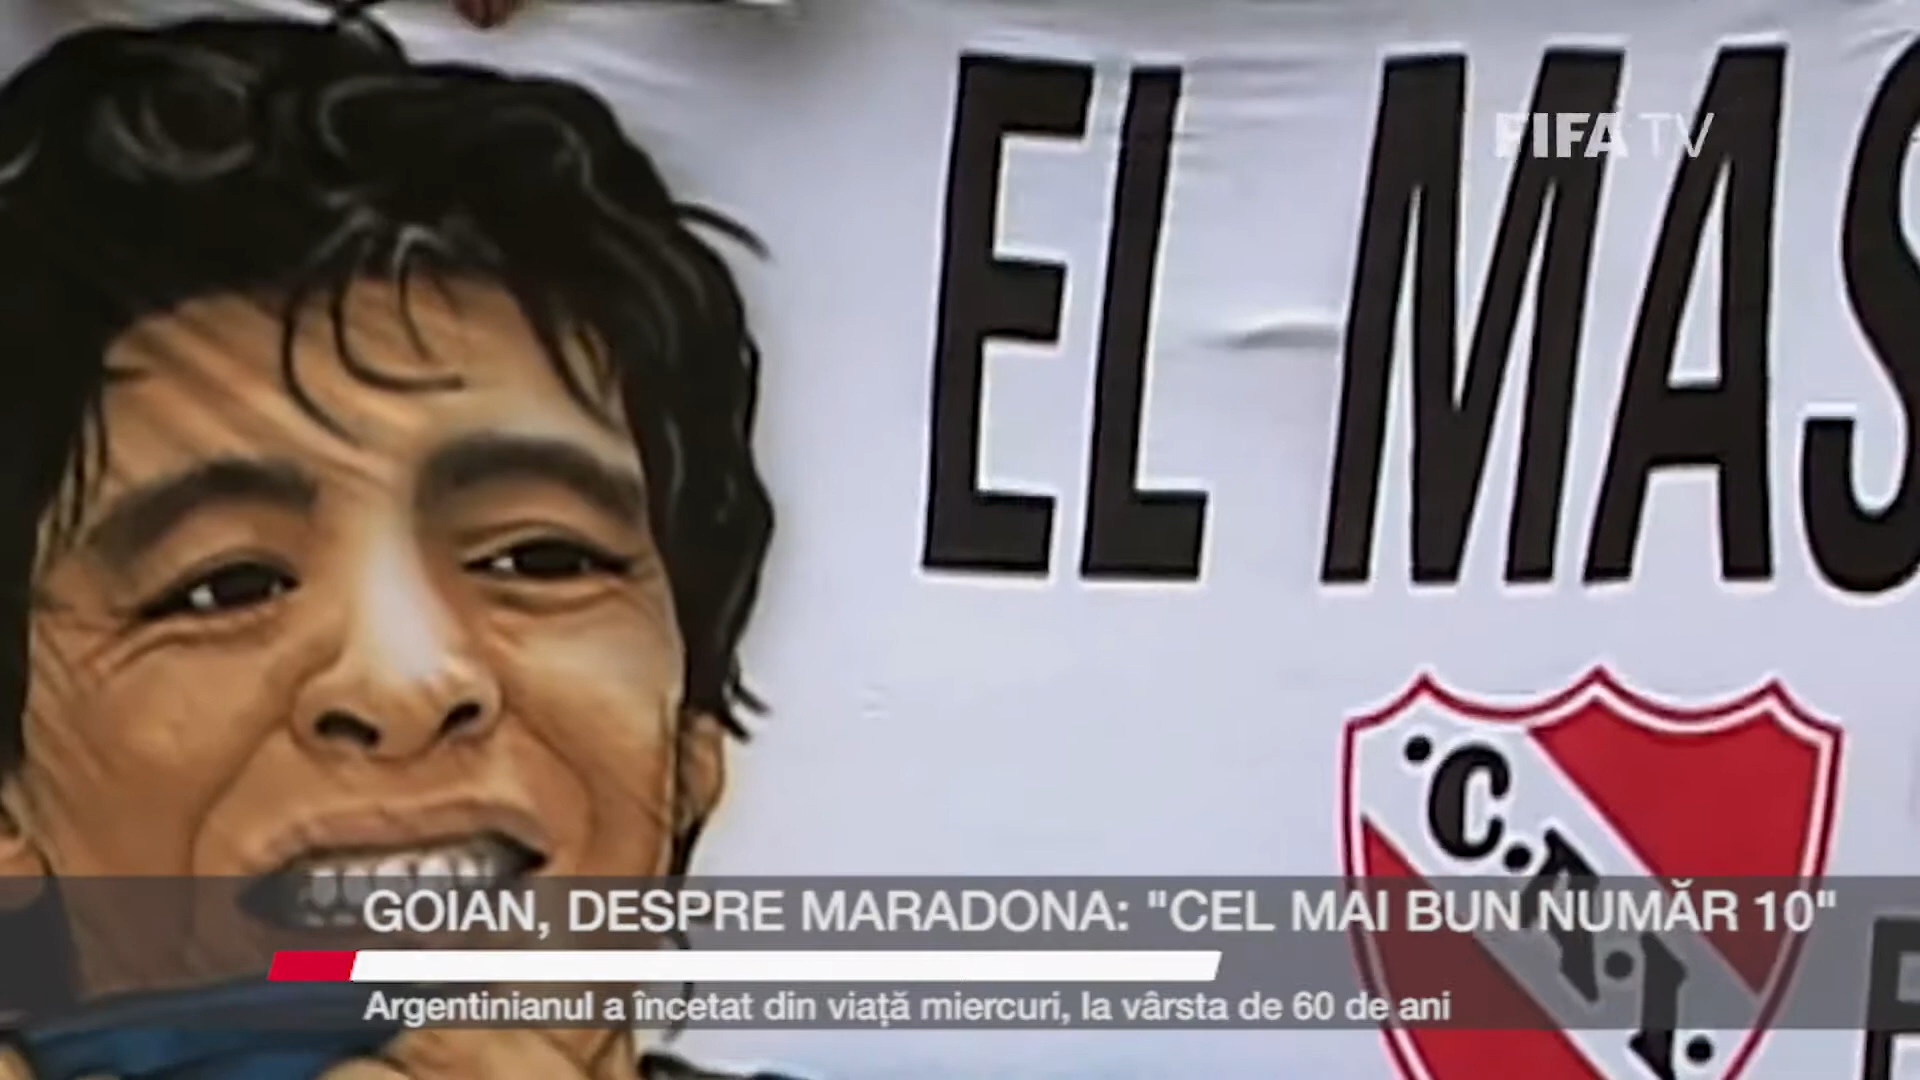 EL MAS
FIFA TV
C.A.I.
GOIAN, DESPRE MARADONA: "CEL MAI BUN NUMĂR 10"
Argentinianul a încetat din viață miercuri, la vârsta de 60 de ani